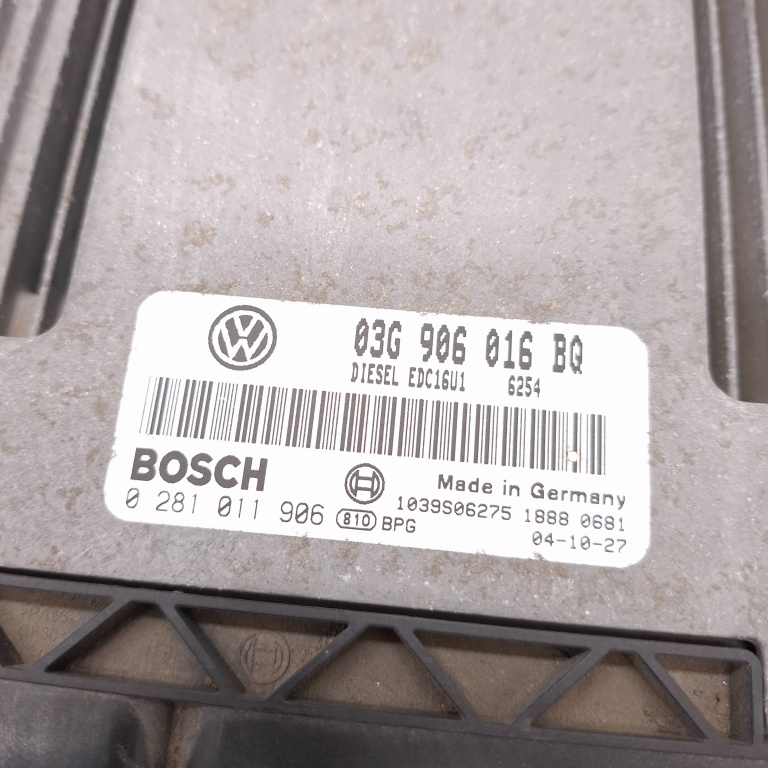 03G 906 016 BQ
DIESEL EDC16U1 6254
BOSCH
Made in Germany
0 281 011 906 810 BPG
1039S06275 1888 0681
04-10-27